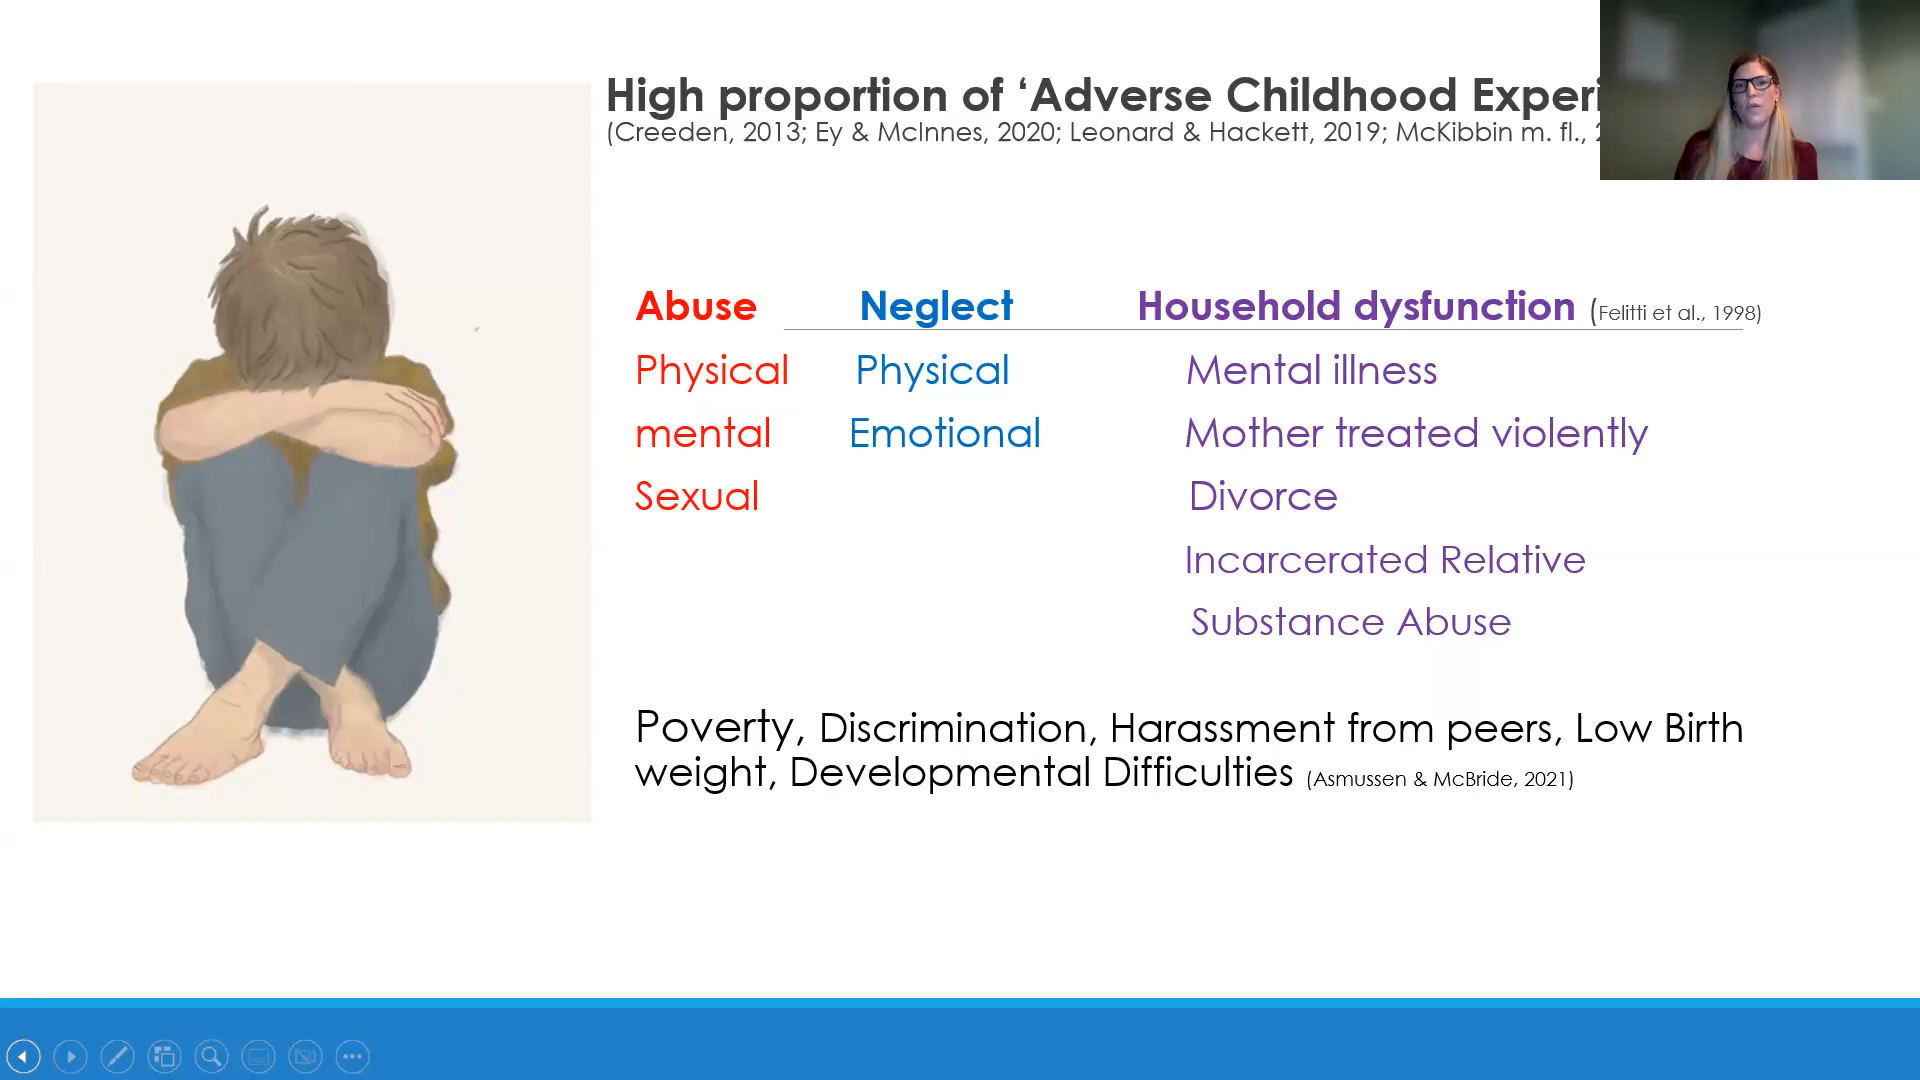 High proportion of ‘Adverse Childhood
(Creeden, 2013; Ey & McInnes, 2020; Leonard & Hackett, 2019; McKibbin m. fl.,
Abuse Neglect Household dysfunction (Felitti et al., 1998)
Physical Physical Mental illness
mental Emotional Mother treated violently
Sexual Divorce
Incarcerated Relative
Substance Abuse
Poverty, Discrimination, Harassment from peers, Low Birth
weight, Developmental Difficulties (Asmussen & McBride, 2021)